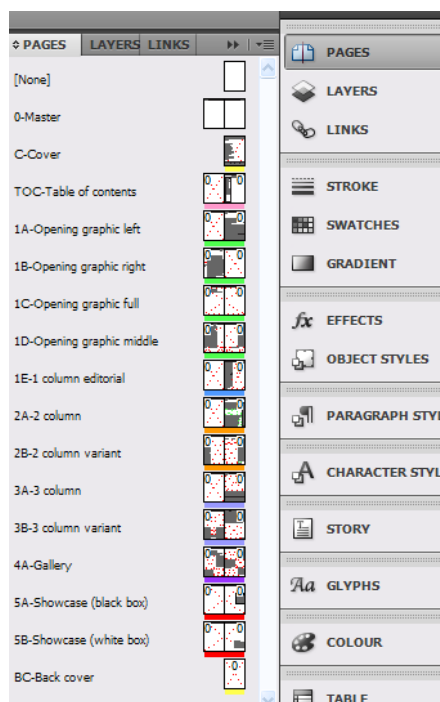 PAGES LAYERS LINKS
[None]
0-Master
C-Cover
TOC-Table of contents
1A-Opening graphic left
1B-Opening graphic right
1C-Opening graphic full
1D-Opening graphic middle
1E-1 column editorial
2A-2 column
2B-2 column variant
3A-3 column
3B-3 column variant
4A-Gallery
5A-Showcase (black box)
5B-Showcase (white box)
BC-Back cover
PAGES
LAYERS
LINKS
STROKE
SWATCHES
GRADIENT
fx EFFECTS
OBJECT STYLES
PARAGRAPH STYL
A CHARACTER STYL
STORY
Aa GLYPHS
COLOUR
TABLE